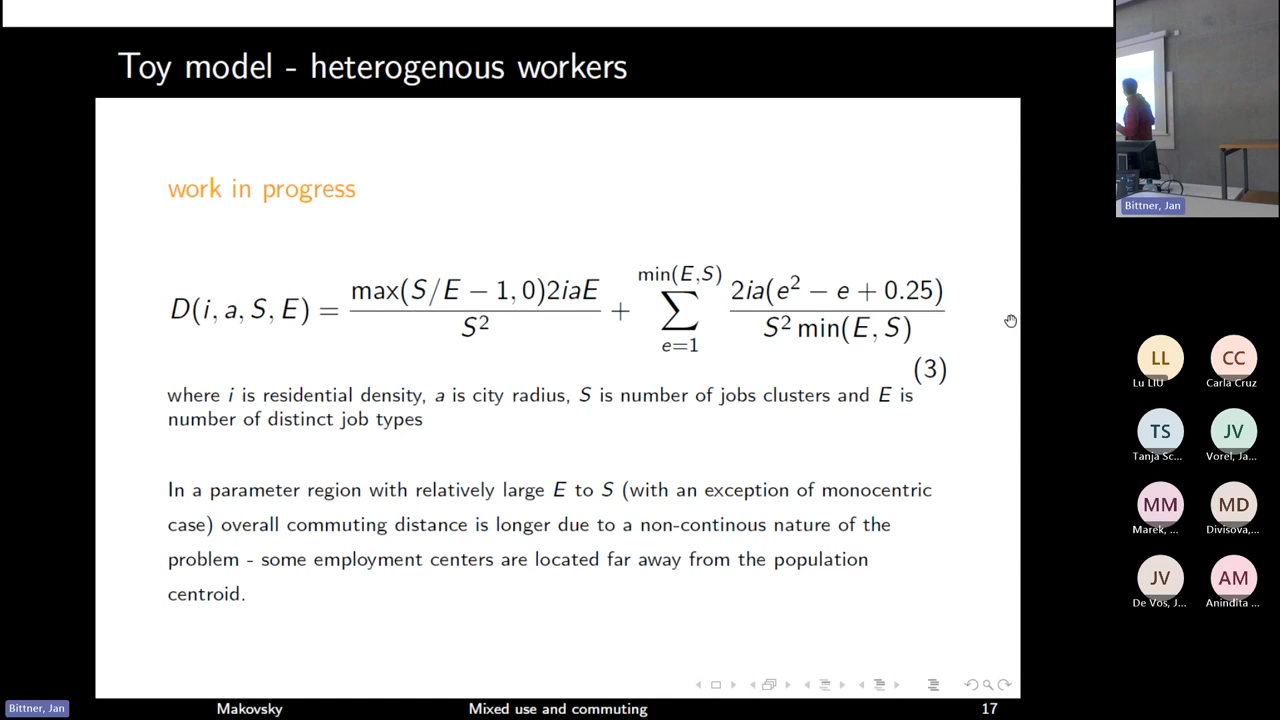 Toy model - heterogenous workers
work in progress
D(i, a, S, E) = max(S/E − 1, 0)2iaE / S² + ∑_{e=1}^{min(E,S)} 2ia(e² − e + 0.25) / S² min(E, S)
(3)
where i is residential density, a is city radius, S is number of jobs clusters and E is
number of distinct job types
In a parameter region with relatively large E to S (with an exception of monocentric
case) overall commuting distance is longer due to a non-continous nature of the
problem - some employment centers are located far away from the population
centroid.
Makovsky
Mixed use and commuting
17
Bittner, Jan
Bittner, Jan
LL
CC
Lu LIU
Carla Cruz
TS
JV
Tanja Sc...
Vorel, Ja...
MM
MD
Marek, ...
Divisova,...
JV
AM
De Vos, J...
Anindita ...